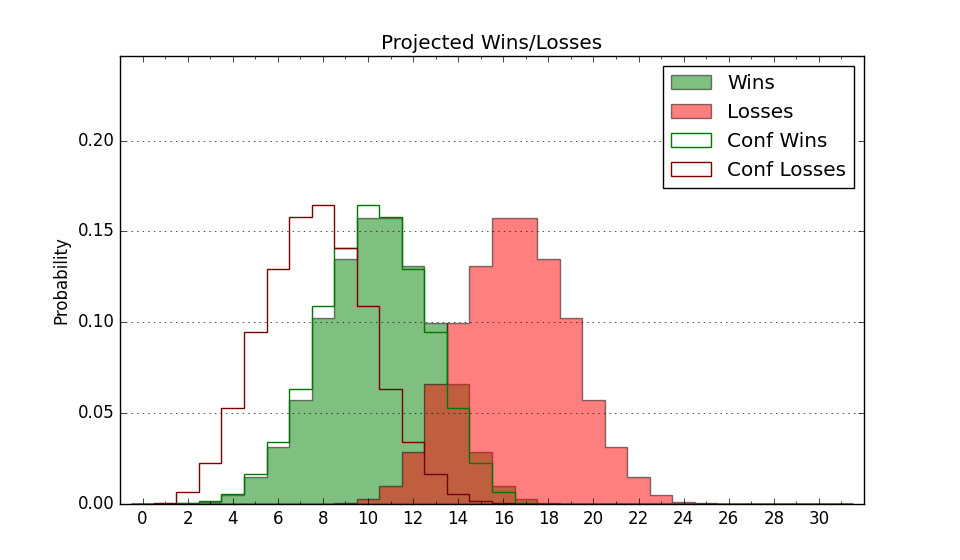 Projected Wins/Losses
Wins
Losses
Conf Wins
Conf Losses
Probability
0.20
0.15
0.10
0.05
0.00
0 2 4 6 8 10 12 14 16 18 20 22 24 26 28 30